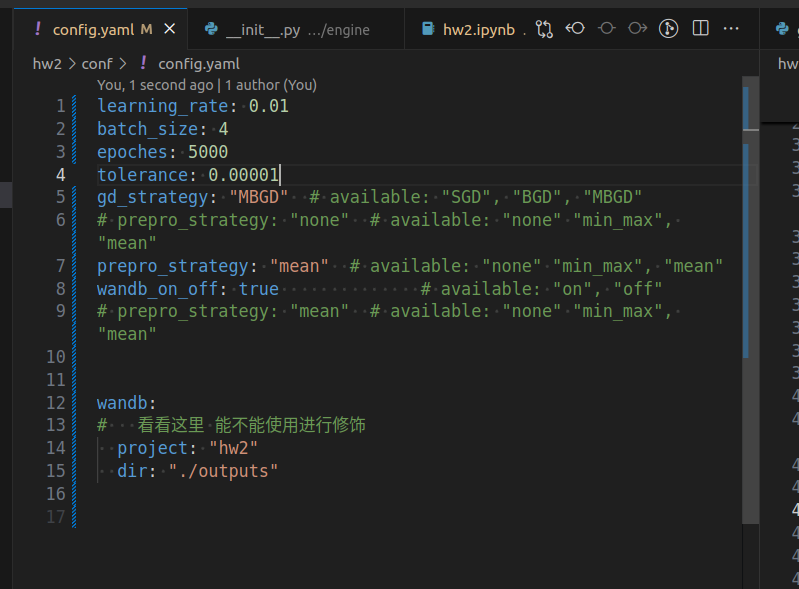 ! config.yaml M ×
__init__.py .../engine
hw2.ipynb .
hw2 > conf > ! config.yaml
hw
You, 1 second ago | 1 author (You)
1 learning_rate: 0.01
2 batch_size: 4
3 epoches: 5000
4 tolerance: 0.00001
5 gd_strategy: "MBGD"  # available: "SGD", "BGD", "MBGD"
6 # prepro_strategy: "none"  # available: "none" "min_max",
"mean"
7 prepro_strategy: "mean"  # available: "none" "min_max", "mean"
8 wandb_on_off: true              # available: "on", "off"
9 # prepro_strategy: "mean"  # available: "none" "min_max",
"mean"
10
11
12 wandb:
13 #   看看这里 能不能使用进行修饰
14   project: "hw2"
15   dir: "./outputs"
16
17